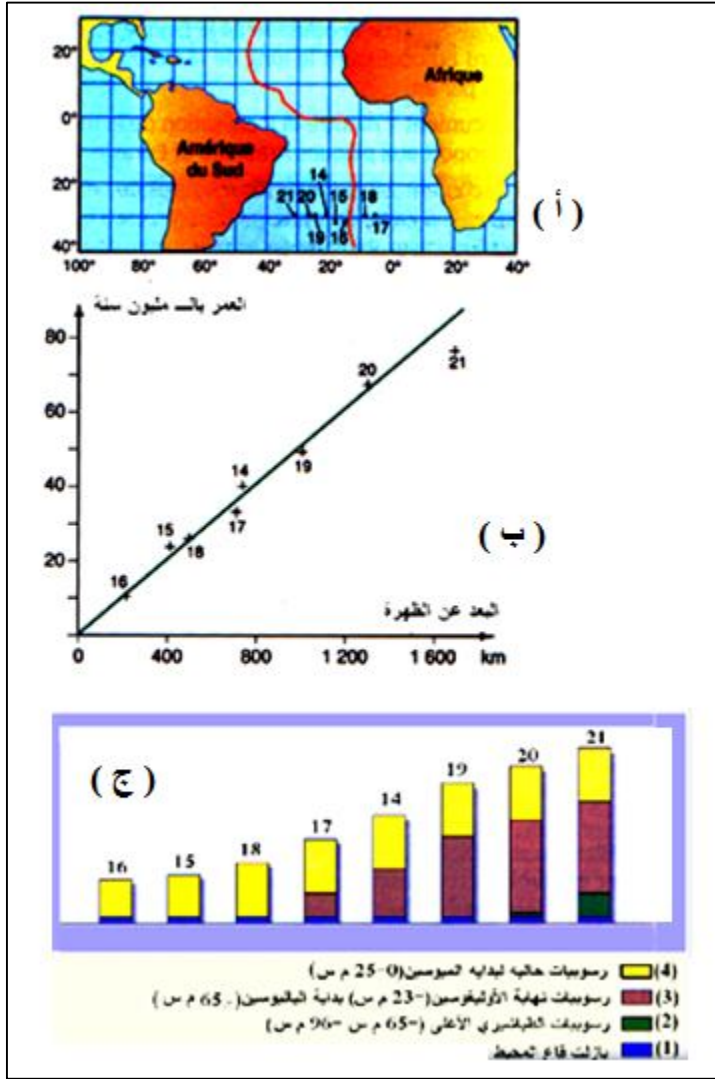 20°
0°
20°
40°
Afrique
Amérique
du Sud
14
21 20 15 18
19 16 17
100° 80° 60° 40° 20° 0° 20° 40°
( أ )
العمر بالـــ مليون سنة
80
60
40
20
20
21
19
14
17
15
18
16
( ب )
البعد عن الظهرة
0 400 800 1 200 1 600 km
( ج )
16 15 18 17 14 19 20 21
(4) رسوبيات حاليه لبدايه الميوسين(0-25 م س)
(3) رسوبيات نهاية الأوليغوسين(-23 م س) بداية الباليوسين(. 65 م س )
(2) رسوبيات الطباشيري الأعلى (-65 م س -96 م س)
(1) بازلت قاع المحيط